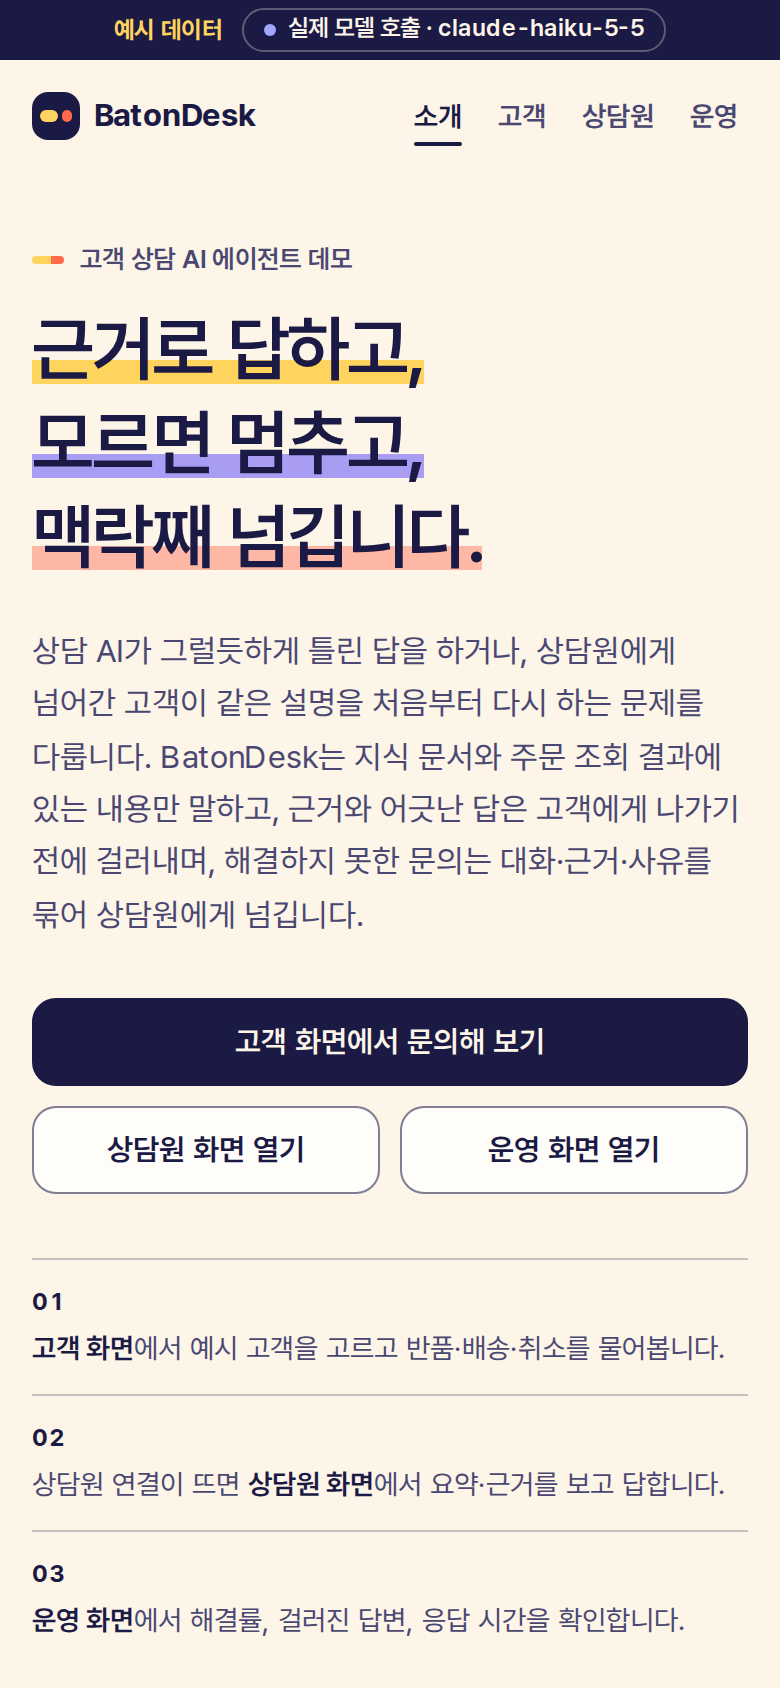 예시 데이터
실제 모델 호출 · claude-haiku-5-5
BatonDesk
소개 고객 상담원 운영
고객 상담 AI 에이전트 데모
근거로 답하고,
모르면 멈추고,
맥락째 넘깁니다.
상담 AI가 그럴듯하게 틀린 답을 하거나, 상담원에게
넘어간 고객이 같은 설명을 처음부터 다시 하는 문제를
다룹니다. BatonDesk는 지식 문서와 주문 조회 결과에
있는 내용만 말하고, 근거와 어긋난 답은 고객에게 나가기
전에 걸러내며, 해결하지 못한 문의는 대화·근거·사유를
묶어 상담원에게 넘깁니다.
고객 화면에서 문의해 보기
상담원 화면 열기
운영 화면 열기
01
고객 화면에서 예시 고객을 고르고 반품·배송·취소를 물어봅니다.
02
상담원 연결이 뜨면 상담원 화면에서 요약·근거를 보고 답합니다.
03
운영 화면에서 해결률, 걸러진 답변, 응답 시간을 확인합니다.